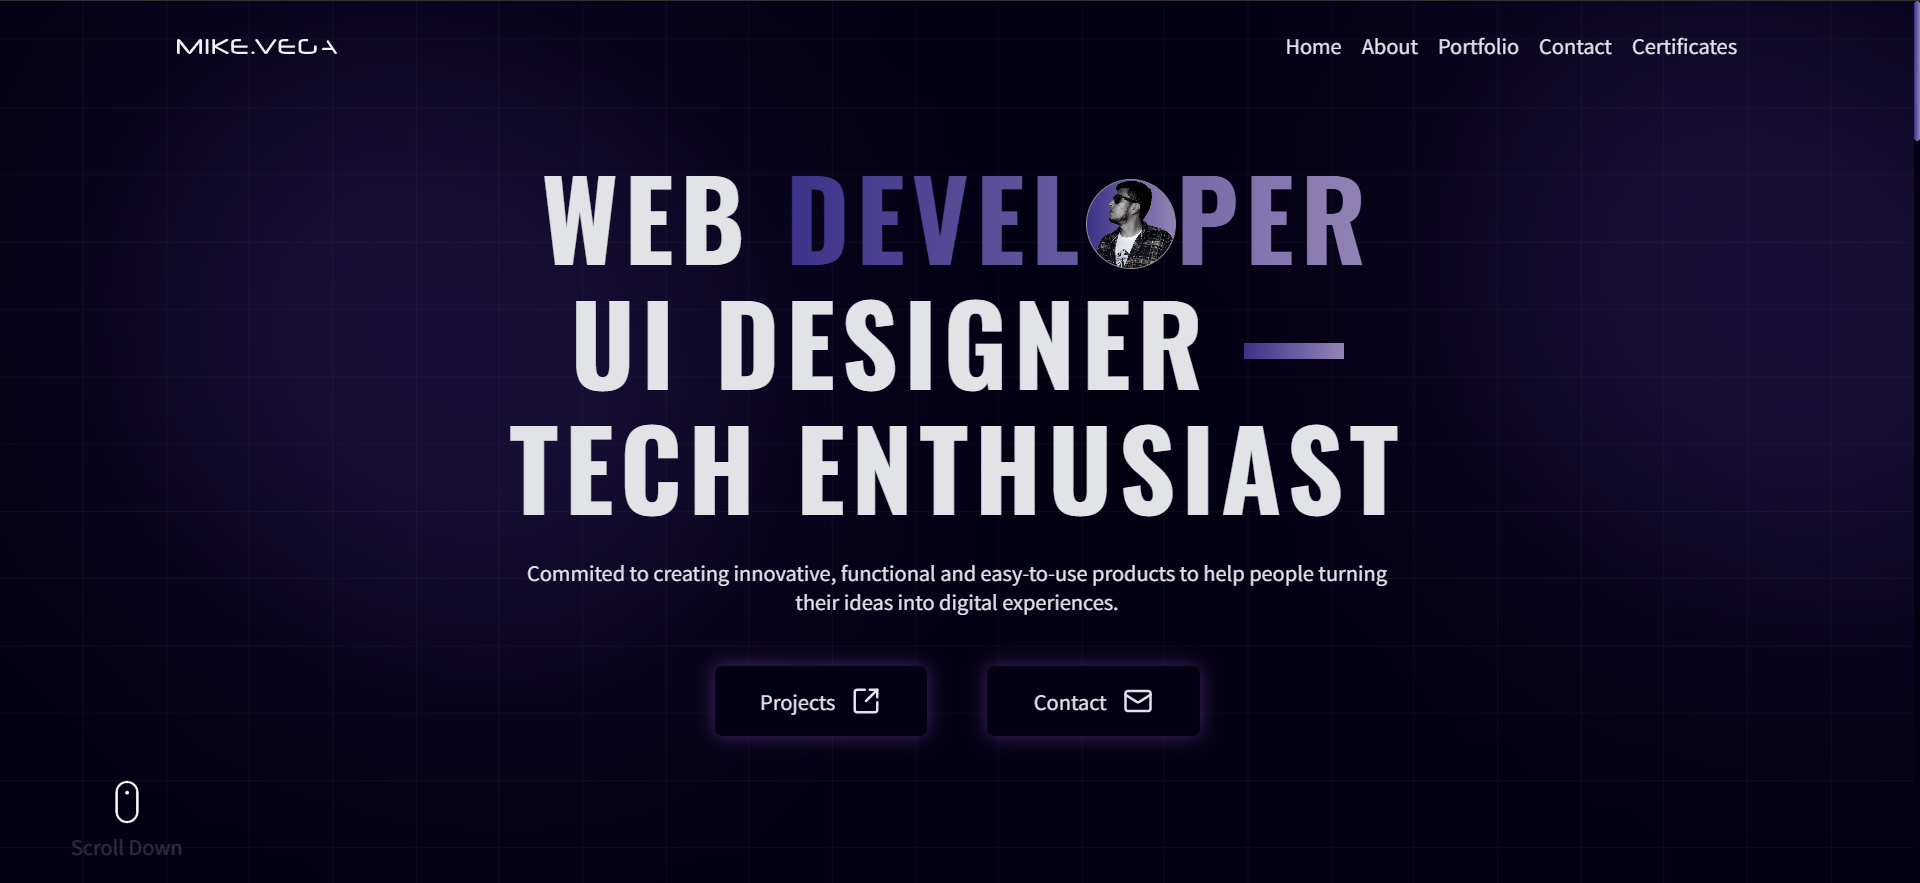 MIKE.VEGA
Home About Portfolio Contact Certificates
WEB DEVELOPER
UI DESIGNER —
TECH ENTHUSIAST
Commited to creating innovative, functional and easy-to-use products to help people turning
their ideas into digital experiences.
Projects Contact
Scroll Down